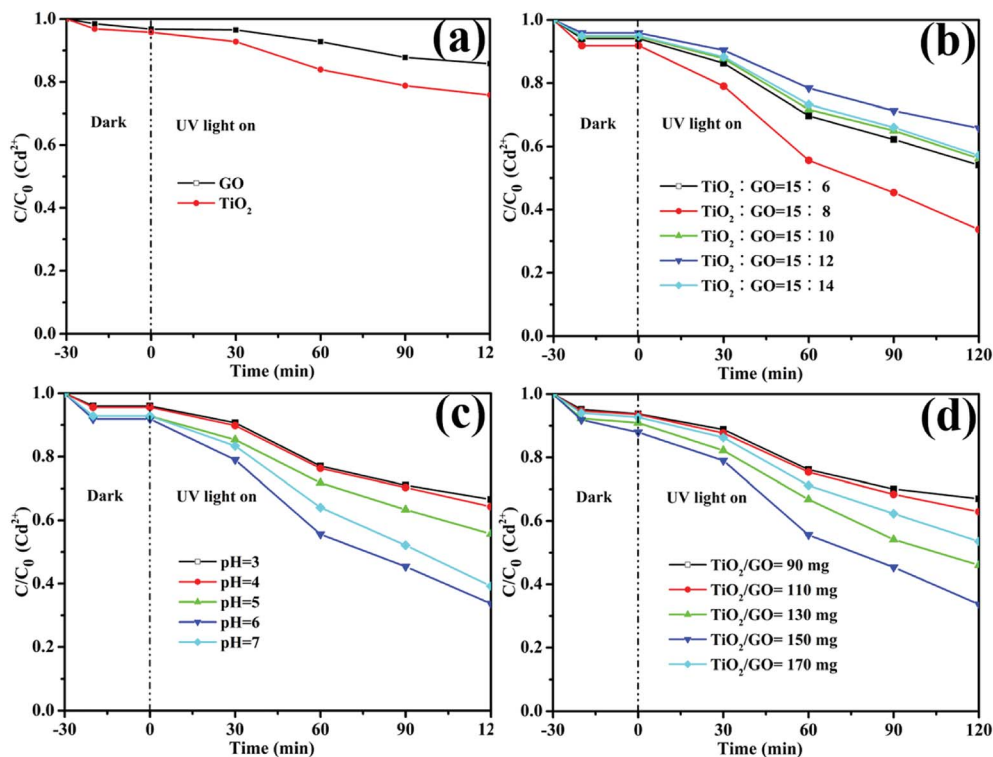 (a)
C/C₀ (Cd²⁺)
1.0
0.8
0.6
0.4
0.2
0.0
Dark
UV light on
GO
TiO₂
-30 0 30 60 90 12
Time (min)
(b)
C/C₀ (Cd²⁺)
1.0
0.8
0.6
0.4
0.2
0.0
Dark
UV light on
TiO₂：GO=15：6
TiO₂：GO=15：8
TiO₂：GO=15：10
TiO₂：GO=15：12
TiO₂：GO=15：14
-30 0 30 60 90 120
Time (min)
(c)
C/C₀ (Cd²⁺)
1.0
0.8
0.6
0.4
0.2
0.0
Dark
UV light on
pH=3
pH=4
pH=5
pH=6
pH=7
-30 0 30 60 90 12
Time (min)
(d)
C/C₀ (Cd²⁺)
1.0
0.8
0.6
0.4
0.2
0.0
Dark
UV light on
TiO₂/GO= 90 mg
TiO₂/GO= 110 mg
TiO₂/GO= 130 mg
TiO₂/GO= 150 mg
TiO₂/GO= 170 mg
-30 0 30 60 90 120
Time (min)